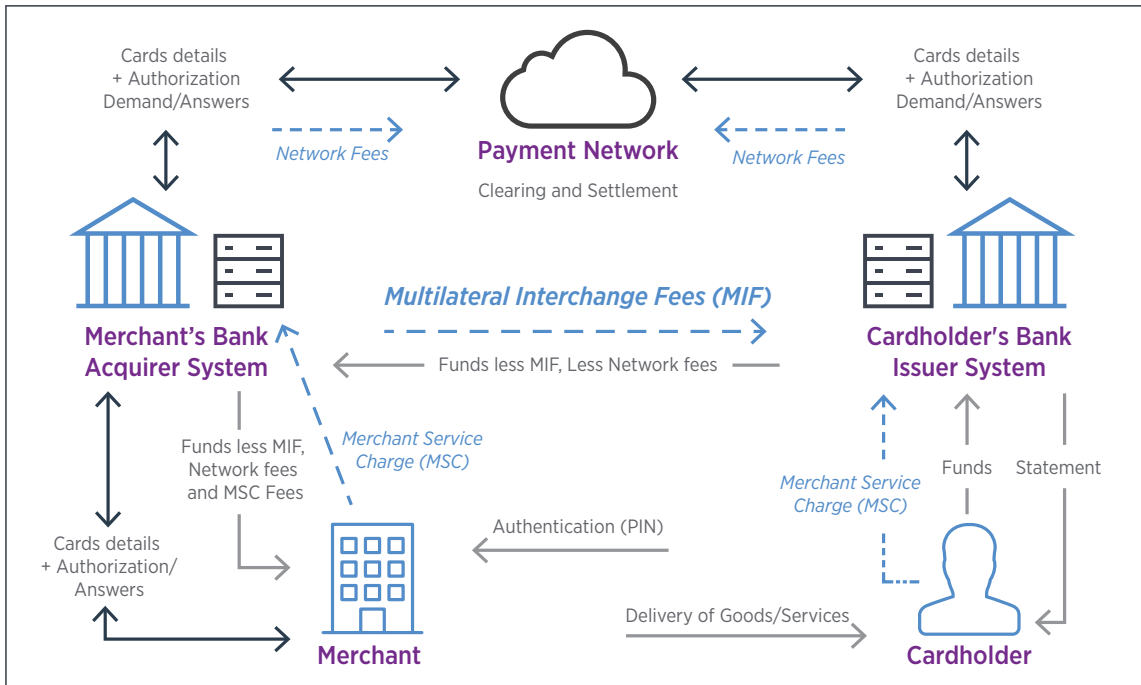 Cards details
+ Authorization
Demand/Answers
Cards details
+ Authorization
Demand/Answers
Network Fees
Payment Network
Network Fees
Clearing and Settlement
Multilateral Interchange Fees (MIF)
Merchant's Bank
Acquirer System
Cardholder's Bank
Issuer System
Funds less MIF, Less Network fees
Merchant Service
Charge (MSC)
Funds less MIF,
Network fees
and MSC Fees
Funds
Statement
Merchant Service
Charge (MSC)
Authentication (PIN)
Cards details
+ Authorization/
Answers
Delivery of Goods/Services
Merchant
Cardholder